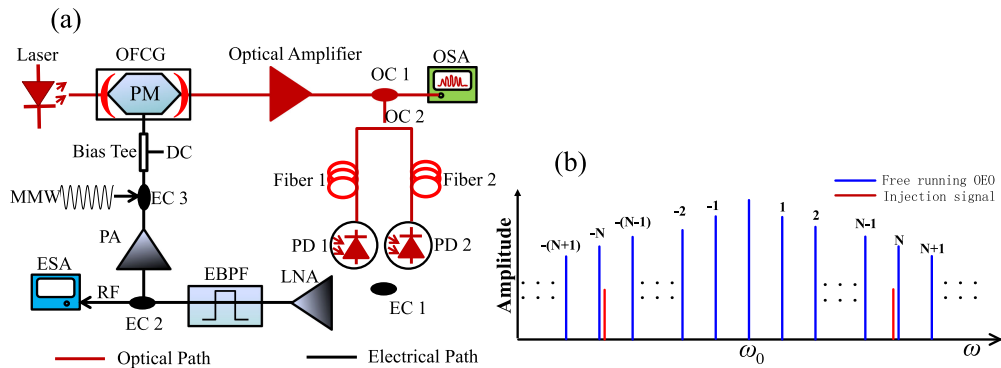 (a)
Laser
OFCG
PM
Optical Amplifier
OC 1
OSA
OC 2
Bias Tee
DC
MMW
EC 3
Fiber 1
Fiber 2
PA
PD 1
PD 2
ESA
RF
EBPF
LNA
EC 1
EC 2
Optical Path
Electrical Path
(b)
Free running OEO
Injection signal
Amplitude
-(N+1)
-N
-(N-1)
-2
-1
1
2
N-1
N
N+1
ω0
ω